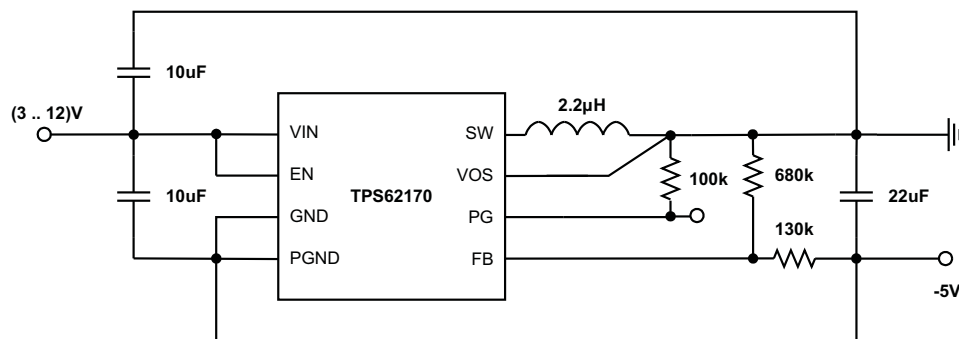 10uF
(3 .. 12)V
2.2µH
VIN
SW
EN
VOS
100k
680k
10uF
TPS62170
22uF
GND
PG
130k
PGND
FB
-5V